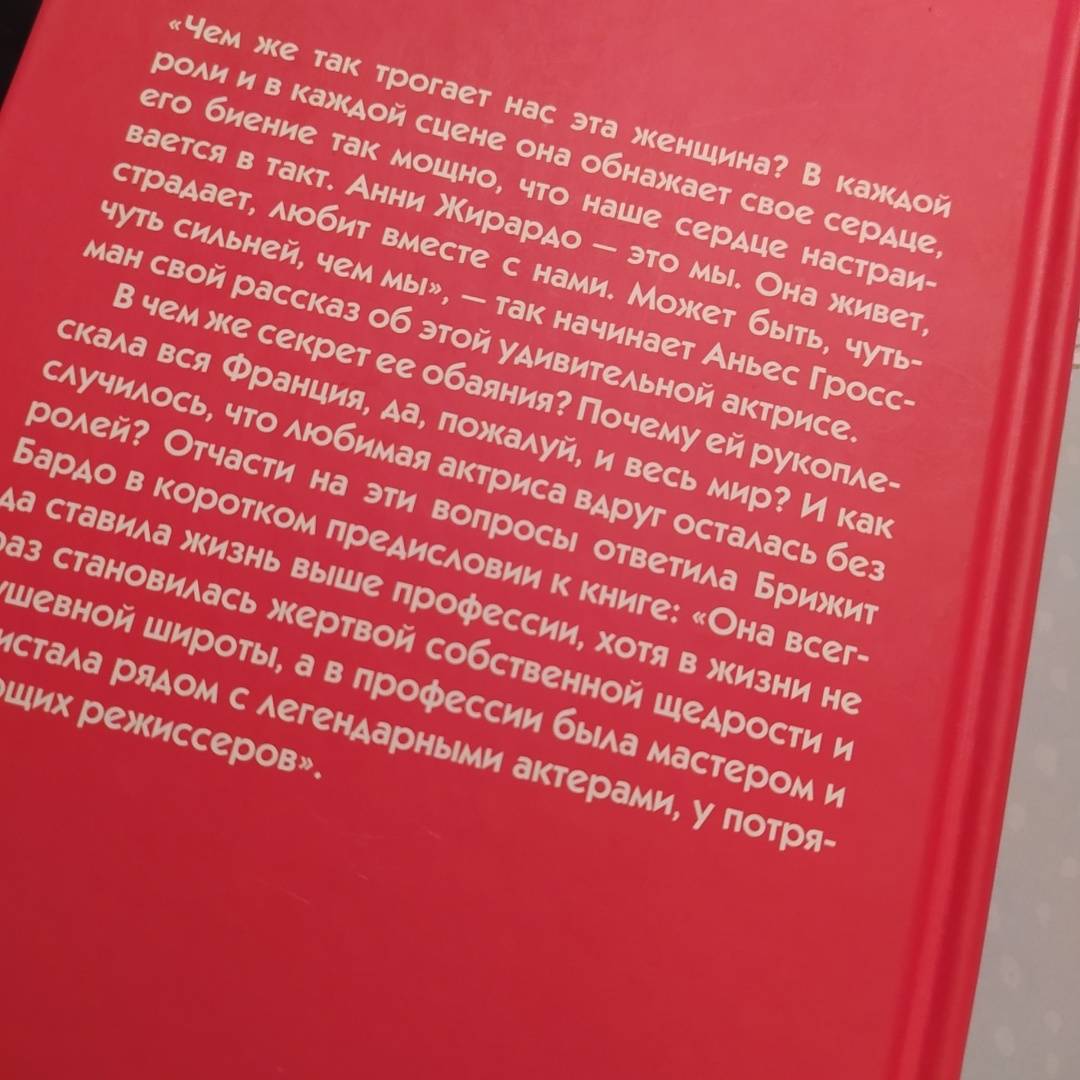 «Чем же так трогает нас эта женщина? В каждой
роли и в каждой сцене она обнажает свое сердце,
его биение так мощно, что наше сердце настраи-
вается в такт. Анни Жирардо — это мы. Она живет,
страдает, любит вместе с нами. Может быть, чуть-
чуть сильней, чем мы», — так начинает Аньес Гросс-
ман свой рассказ об этой удивительной актрисе.
В чем же секрет ее обаяния? Почему ей рукопле-
скала вся Франция, да, пожалуй, и весь мир? И как
случилось, что любимая актриса вдруг осталась без
ролей? Отчасти на эти вопросы ответила Брижит
Бардо в коротком предисловии к книге: «Она всег-
да ставила жизнь выше профессии, хотя в жизни не
раз становилась жертвой собственной щедрости и
ушевной широты, а в профессии была мастером и
истала рядом с легендарными актерами, у потря-
ющих режиссеров».